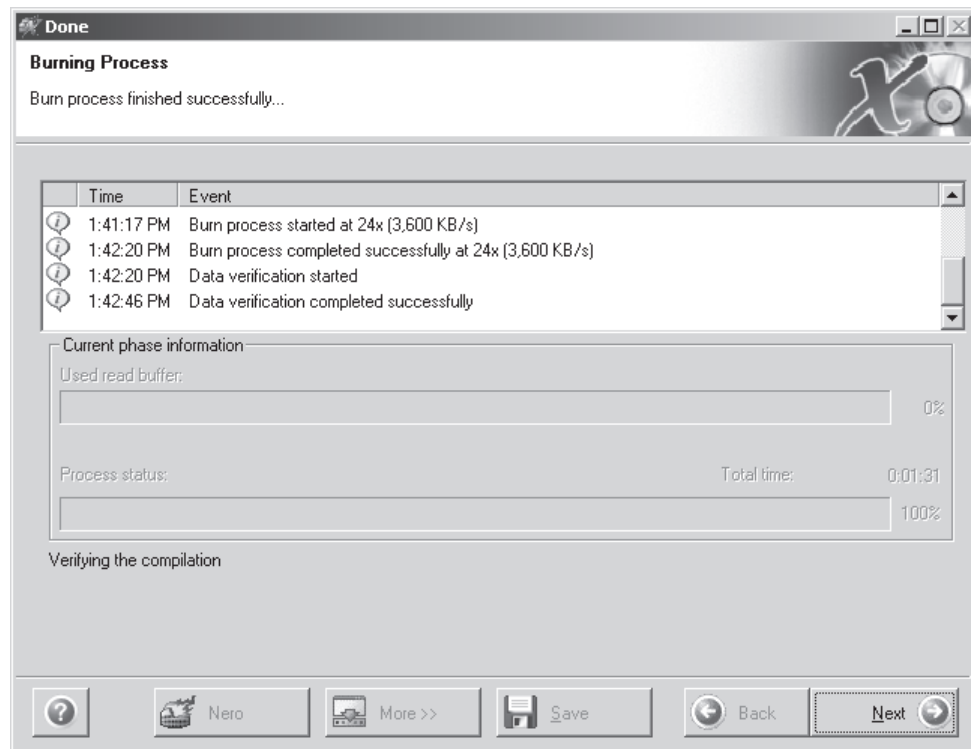 Done
Burning Process
Burn process finished successfully...
Time Event
1:41:17 PM Burn process started at 24x (3,600 KB/s)
1:42:20 PM Burn process completed successfully at 24x (3,600 KB/s)
1:42:20 PM Data verification started
1:42:46 PM Data verification completed successfully
Current phase information
Used read buffer:
0%
Process status: Total time: 0:01:31
100%
Verifying the compilation
? Nero More >> Save Back Next